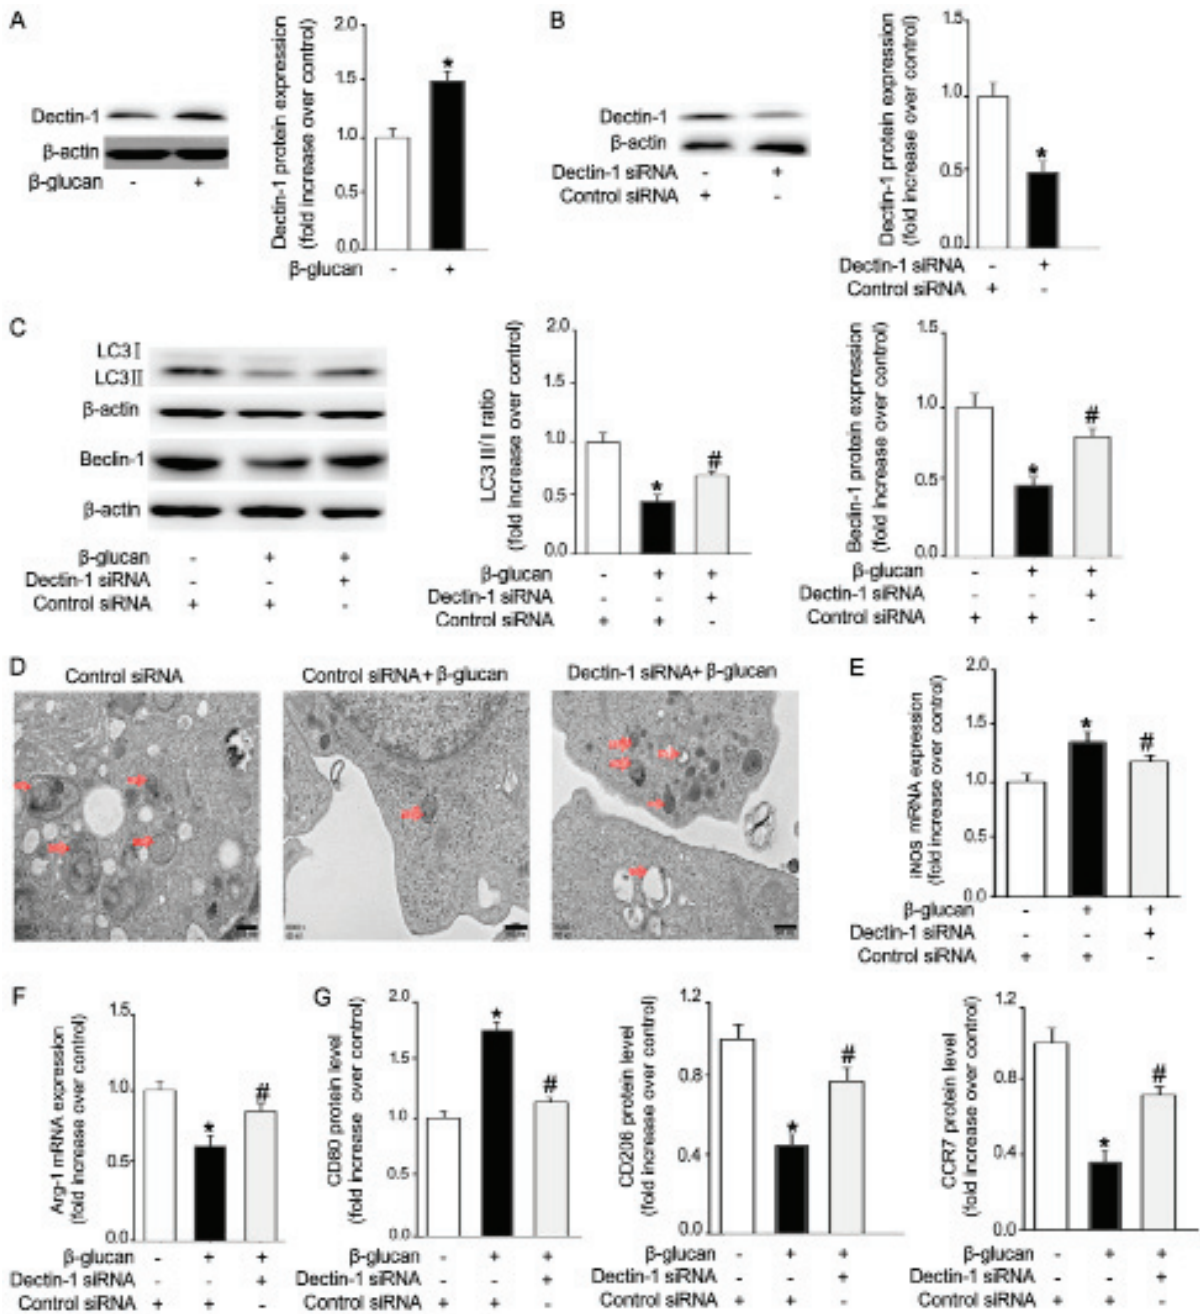 A
Dectin-1
β-actin
β-glucan - +
Dectin-1 protein expression
(fold increase over control)
2.0
1.5
1.0
0.5
0.0
β-glucan - +
B
Dectin-1
β-actin
Dectin-1 siRNA - +
Control siRNA + -
Dectin-1 protein expression
(fold increase over control)
1.5
1.0
0.5
0.0
Dectin-1 siRNA - +
Control siRNA + -
C
LC3 I
LC3 II
β-actin
Beclin-1
β-actin
β-glucan - + +
Dectin-1 siRNA - - +
Control siRNA + + -
LC3 II/I ratio
(fold increase over control)
2.0
1.5
1.0
0.5
0.0
* #
β-glucan - + +
Dectin-1 siRNA - - +
Control siRNA + + -
Beclin-1 protein expression
(fold increase over control)
1.5
1.0
0.5
0.0
* #
β-glucan - + +
Dectin-1 siRNA - - +
Control siRNA + + -
D
Control siRNA
Control siRNA + β-glucan
Dectin-1 siRNA+ β-glucan
E
iNOS mRNA expression
(fold increase over control)
2.0
1.5
1.0
0.5
0.0
* #
β-glucan - + +
Dectin-1 siRNA - - +
Control siRNA + + -
F
Arg-1 mRNA expression
(fold increase over control)
1.5
1.0
0.5
0.0
* #
β-glucan - + +
Dectin-1 siRNA - - +
Control siRNA + + -
G
CD80 protein level
(fold increase over control)
2.0
1.5
1.0
0.5
0.0
* #
β-glucan - + +
Dectin-1 siRNA - - +
Control siRNA + + -
CD206 protein level
(fold increase over control)
1.2
0.8
0.4
0.0
* #
β-glucan - + +
Dectin-1 siRNA - - +
Control siRNA + + -
CCR7 protein level
(fold increase over control)
1.2
0.8
0.4
0.0
* #
β-glucan - + +
Dectin-1 siRNA - - +
Control siRNA + + -